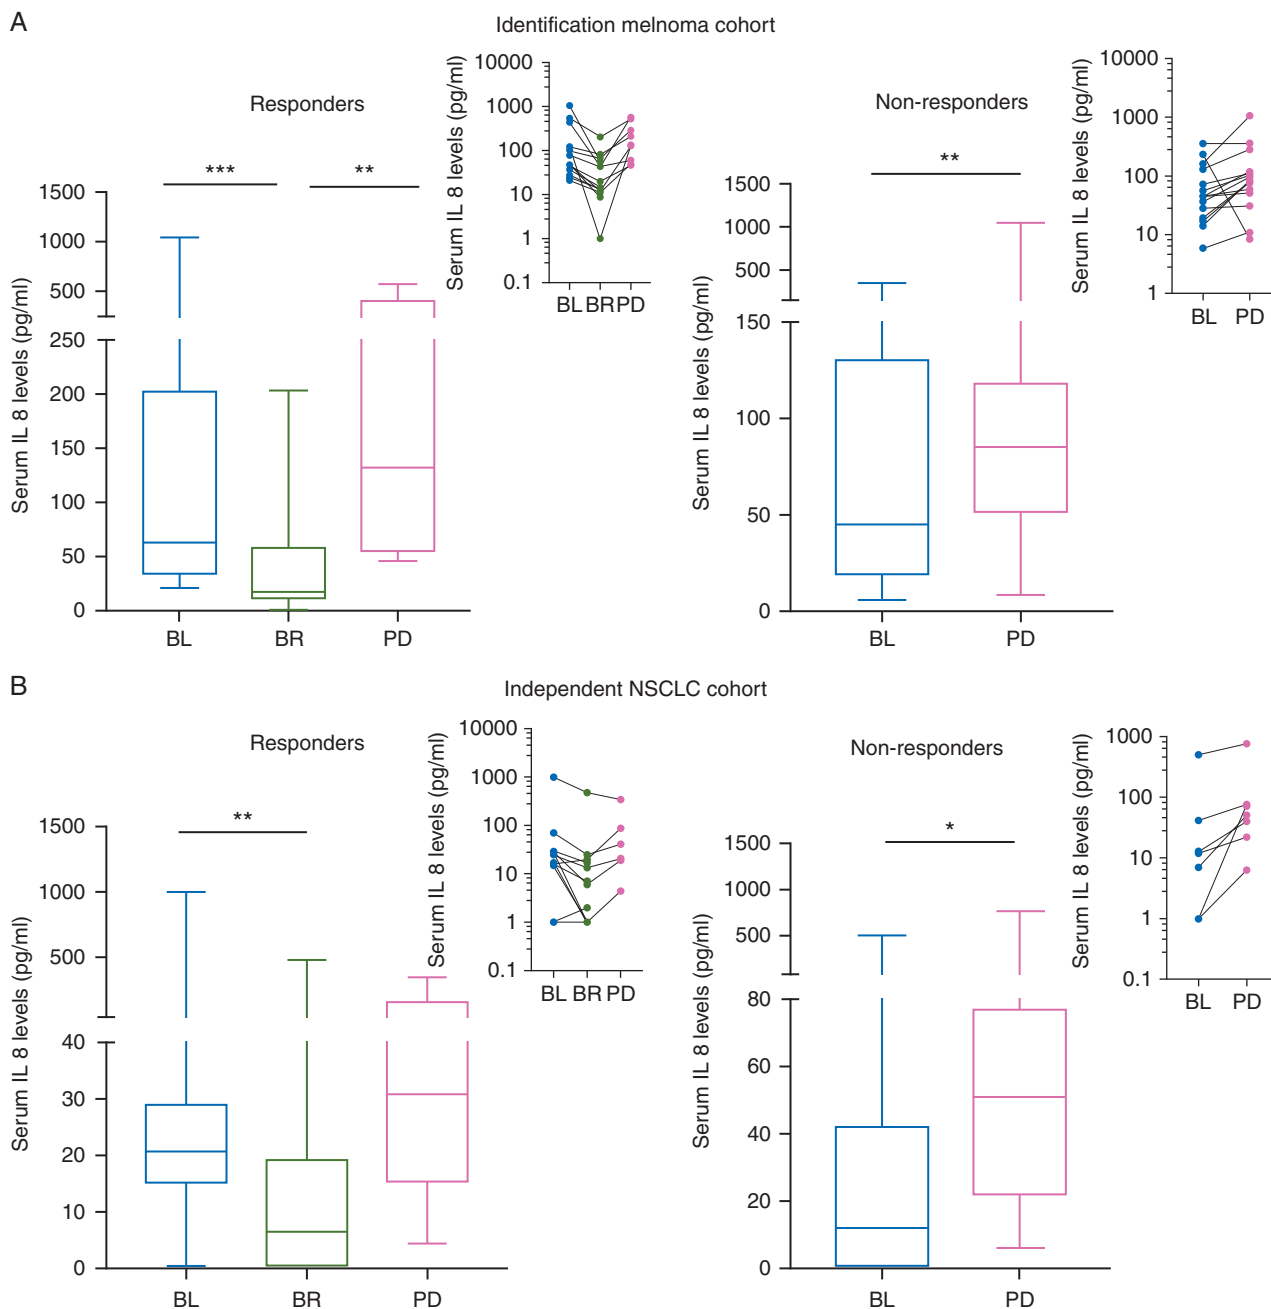 A
Identification melnoma cohort
Responders
***
**
Serum IL 8 levels (pg/ml)
1500
1000
500
250
200
150
100
50
0
BL
BR
PD
Serum IL 8 levels (pg/ml)
10000
1000
100
10
1
0.1
BL
BR
PD
Non-responders
**
Serum IL 8 levels (pg/ml)
1500
1000
500
150
100
50
0
BL
PD
Serum IL 8 levels (pg/ml)
10000
1000
100
10
1
BL
PD
B
Independent NSCLC cohort
Responders
**
Serum IL 8 levels (pg/ml)
1500
1000
500
40
30
20
10
0
BL
BR
PD
Serum IL 8 levels (pg/ml)
10000
1000
100
10
1
0.1
BL
BR
PD
Non-responders
*
Serum IL 8 levels (pg/ml)
1500
1000
500
80
60
40
20
0
BL
PD
Serum IL 8 levels (pg/ml)
1000
100
10
1
0.1
BL
PD